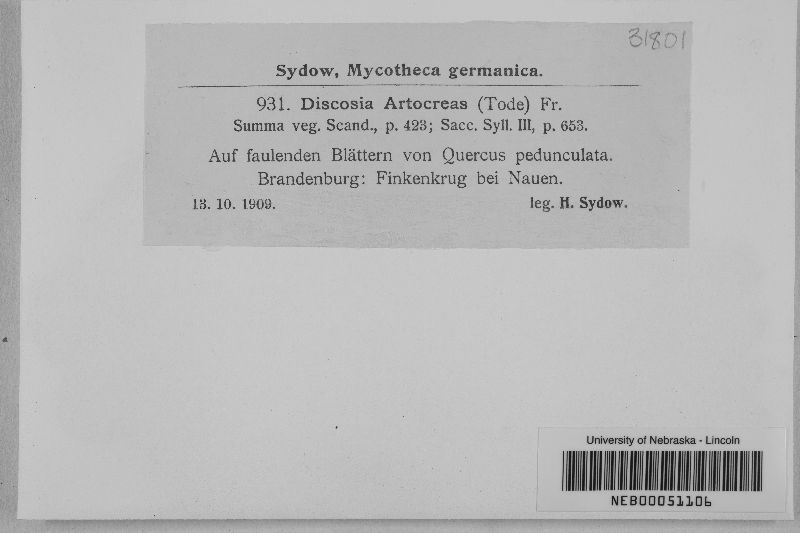 31801
Sydow, Mycotheca germanica.
931. Discosia Artocreas (Tode) Fr.
Summa veg. Scand., p. 423; Sacc. Syll. III, p. 653.
Auf faulenden Blättern von Quercus pedunculata.
Brandenburg: Finkenkrug bei Nauen.
13. 10. 1909. leg. H. Sydow.
University of Nebraska - Lincoln
NEB00051106